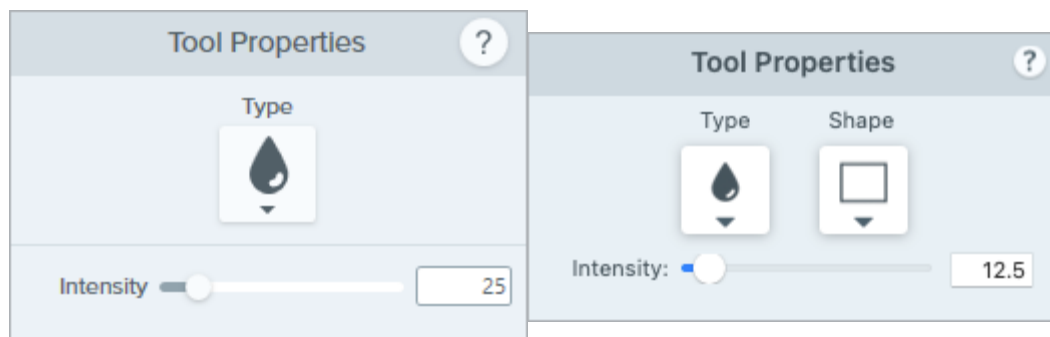 Tool Properties ?
Type
Intensity 25
Tool Properties ?
Type Shape
Intensity: 12.5